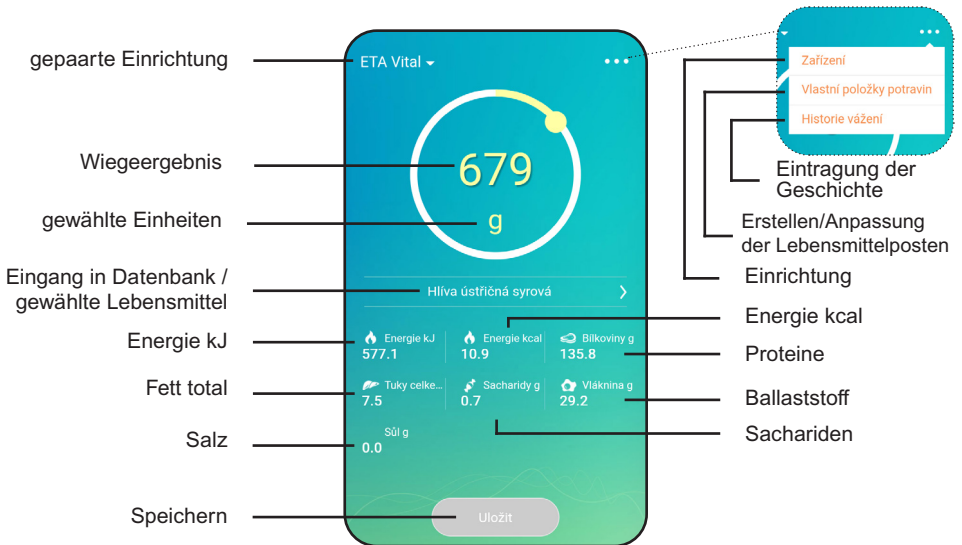 gepaarte Einrichtung
Wiegeergebnis
gewählte Einheiten
Eingang in Datenbank /
gewählte Lebensmittel
Energie kJ
Fett total
Salz
Speichern
ETA Vital
679
g
Hlíva ústřičná syrová
Energie kJ
577.1
Energie kcal
10.9
Bílkoviny g
135.8
Tuky celke...
7.5
Sacharidy g
0.7
Vláknina g
29.2
Sůl g
0.0
Uložit
Zařízení
Vlastní položky potravin
Historie vážení
Eintragung der
Geschichte
Erstellen/Anpassung
der Lebensmittelposten
Einrichtung
Energie kcal
Proteine
Ballaststoff
Sachariden